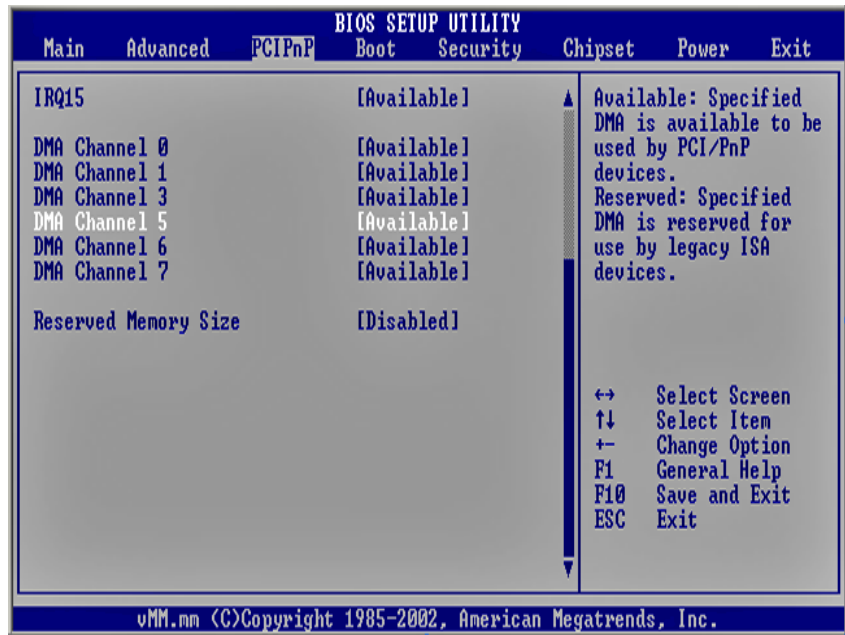 BIOS SETUP UTILITY
Main Advanced PCIPnP Boot Security Chipset Power Exit
IRQ15 [Available]
DMA Channel 0 [Available]
DMA Channel 1 [Available]
DMA Channel 3 [Available]
DMA Channel 5 [Available]
DMA Channel 6 [Available]
DMA Channel 7 [Available]
Reserved Memory Size [Disabled]
Available: Specified
DMA is available to be
used by PCI/PnP
devices.
Reserved: Specified
DMA is reserved for
use by legacy ISA
devices.
↔ Select Screen
↑↓ Select Item
+- Change Option
F1 General Help
F10 Save and Exit
ESC Exit
vMM.mm (C)Copyright 1985-2002, American Megatrends, Inc.